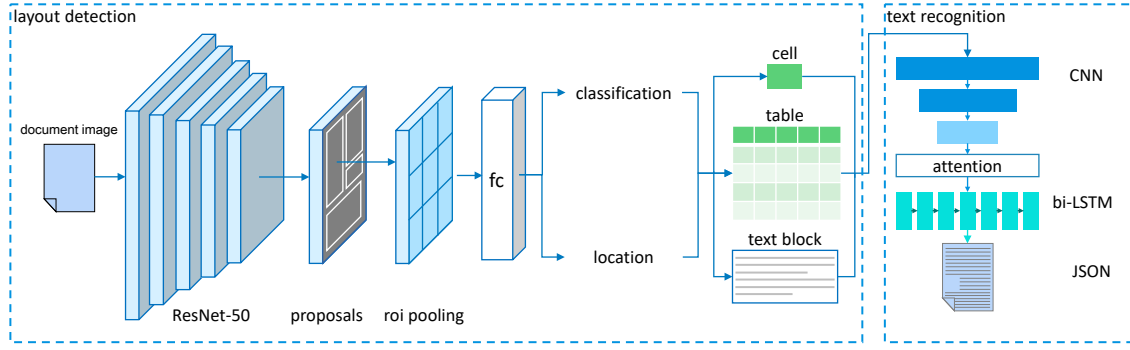 layout detection
text recognition
document image
ResNet-50
proposals
roi pooling
fc
classification
location
cell
table
text block
CNN
attention
bi-LSTM
JSON